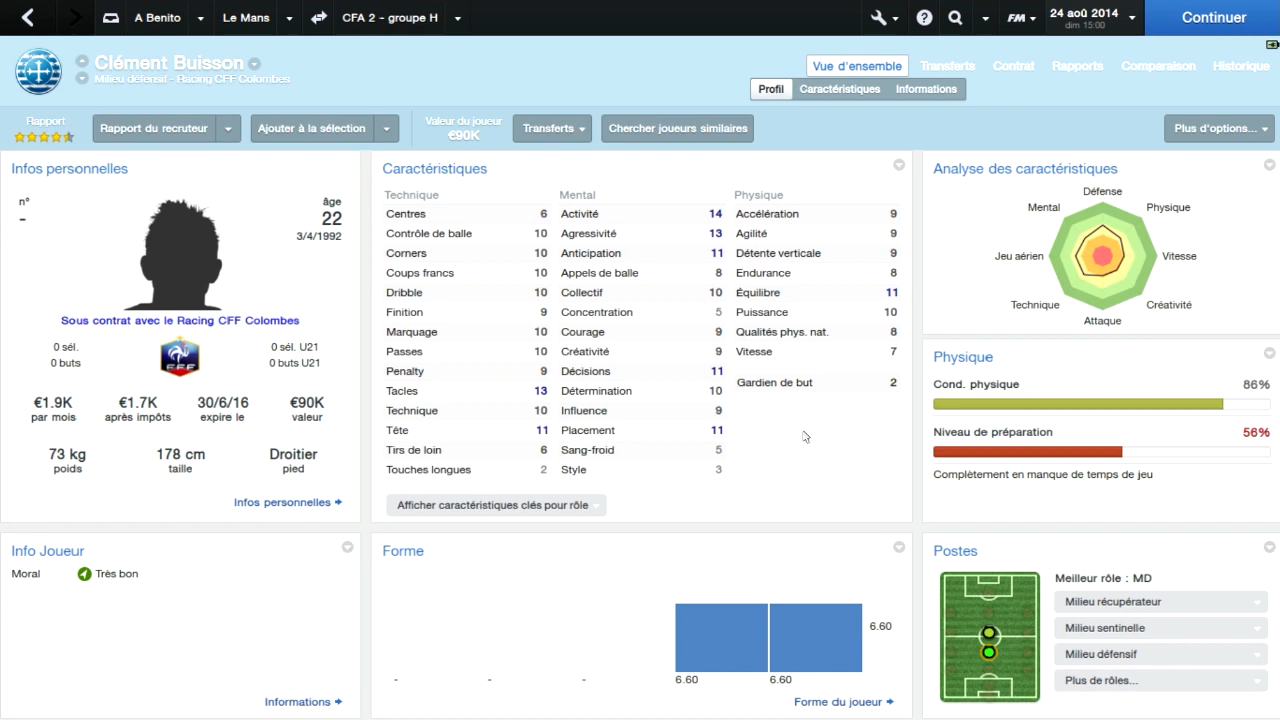 A Benito
Le Mans
CFA 2 - groupe H
FM
24 aoû 2014
dim 15:00
Continuer
Clément Buisson
Milieu défensif - Racing CFF Colombes
Vue d'ensemble
Transferts
Contrat
Rapports
Comparaison
Historique
Profil
Caractéristiques
Informations
Rapport
Rapport du recruteur
Ajouter à la sélection
Valeur du joueur
€90K
Transferts
Chercher joueurs similaires
Plus d'options...
Infos personnelles
n°
-
âge
22
3/4/1992
Sous contrat avec le Racing CFF Colombes
0 sél.
0 buts
FFF
0 sél. U21
0 buts U21
€1.9K
par mois
€1.7K
après impôts
30/6/16
expire le
€90K
valeur
73 kg
poids
178 cm
taille
Droitier
pied
Infos personnelles
Caractéristiques
Technique
Centres 6
Contrôle de balle 10
Corners 10
Coups francs 10
Dribble 10
Finition 9
Marquage 10
Passes 10
Penalty 9
Tacles 13
Technique 10
Tête 11
Tirs de loin 6
Touches longues 2
Mental
Activité 14
Agressivité 13
Anticipation 11
Appels de balle 8
Collectif 10
Concentration 5
Courage 9
Créativité 9
Décisions 11
Détermination 10
Influence 9
Placement 11
Sang-froid 5
Style 3
Physique
Accélération 9
Agilité 9
Détente verticale 9
Endurance 8
Équilibre 11
Puissance 10
Qualités phys. nat. 8
Vitesse 7
Gardien de but 2
Afficher caractéristiques clés pour rôle
Analyse des caractéristiques
Défense
Mental
Physique
Jeu aérien
Vitesse
Technique
Créativité
Attaque
Physique
Cond. physique 86%
Niveau de préparation 56%
Complètement en manque de temps de jeu
Info Joueur
Moral Très bon
Informations
Forme
6.60
- - - 6.60 6.60
Forme du joueur
Postes
Meilleur rôle : MD
Milieu récupérateur
Milieu sentinelle
Milieu défensif
Plus de rôles...